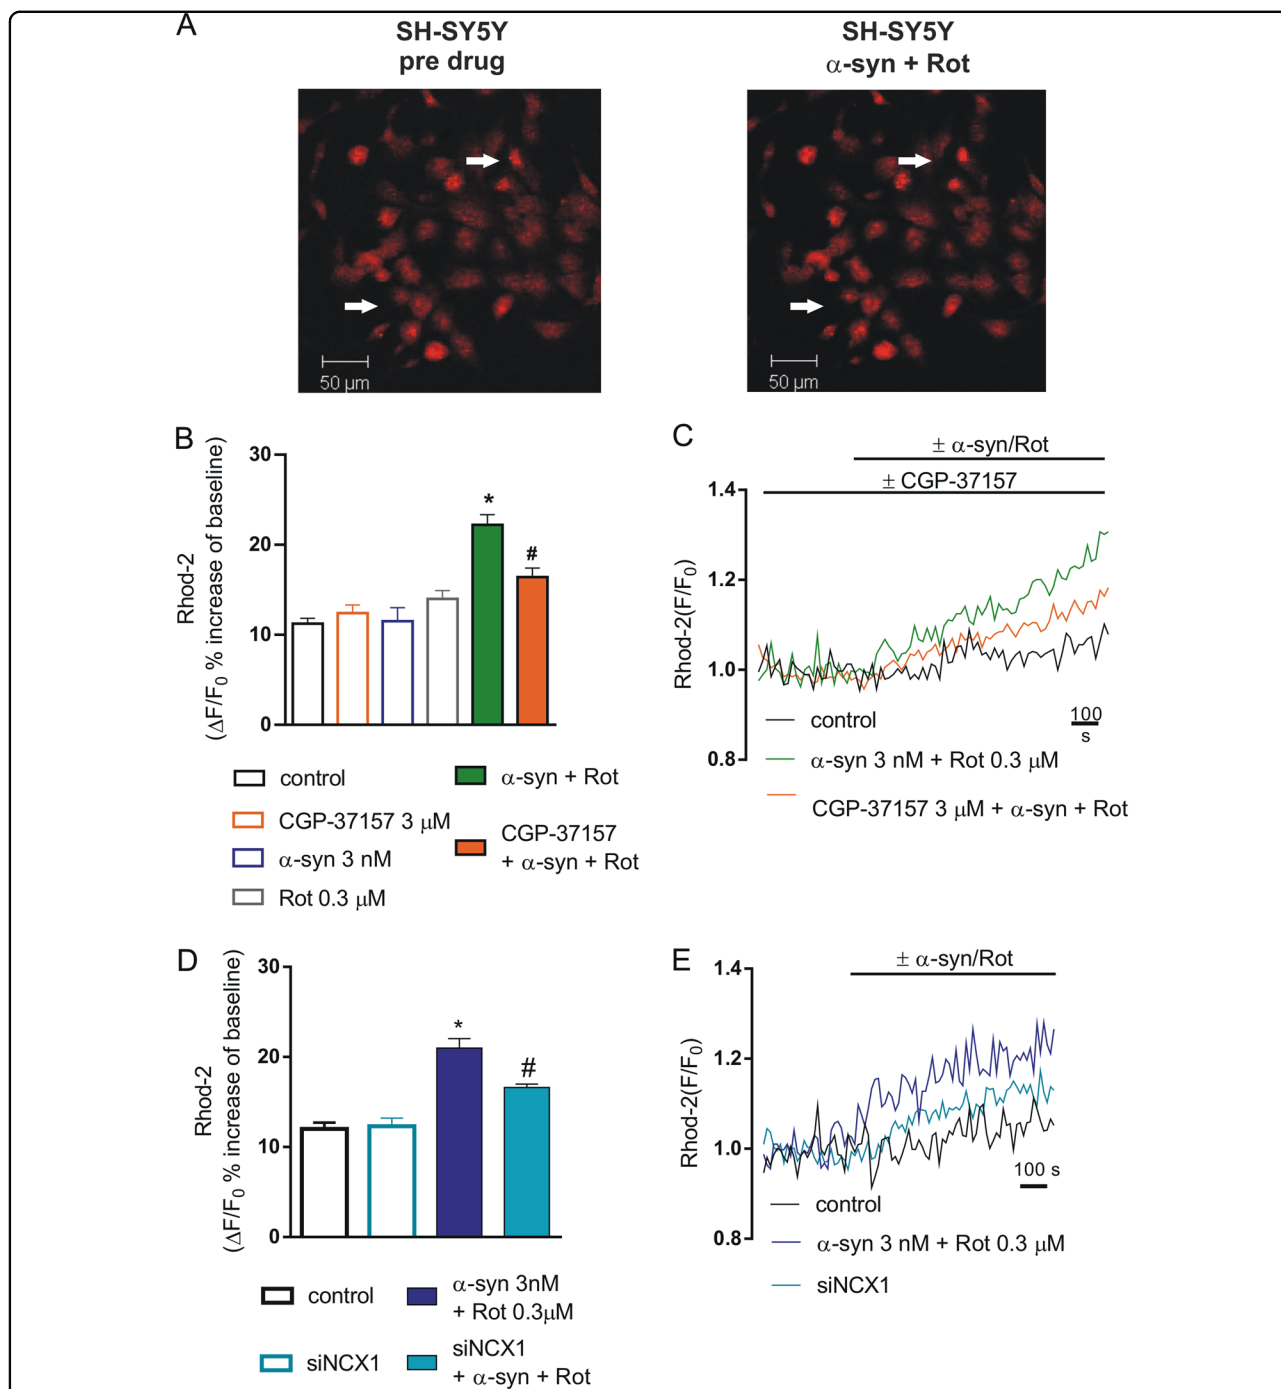 A
SH-SY5Y
pre drug
SH-SY5Y
α-syn + Rot
50 µm
50 µm
B
Rhod-2
(ΔF/F0 % increase of baseline)
30
20
10
0
*
#
control
CGP-37157 3 µM
α-syn 3 nM
Rot 0.3 µM
α-syn + Rot
CGP-37157
+ α-syn + Rot
C
± α-syn/Rot
± CGP-37157
Rhod-2(F/F0)
1.4
1.2
1.0
0.8
100
s
control
α-syn 3 nM + Rot 0.3 µM
CGP-37157 3 µM + α-syn + Rot
D
Rhod-2
(ΔF/F0 % increase of baseline)
30
20
10
0
*
#
control
siNCX1
α-syn 3nM
+ Rot 0.3µM
siNCX1
+ α-syn + Rot
E
± α-syn/Rot
Rhod-2(F/F0)
1.4
1.2
1.0
0.8
100 s
control
α-syn 3 nM + Rot 0.3 µM
siNCX1